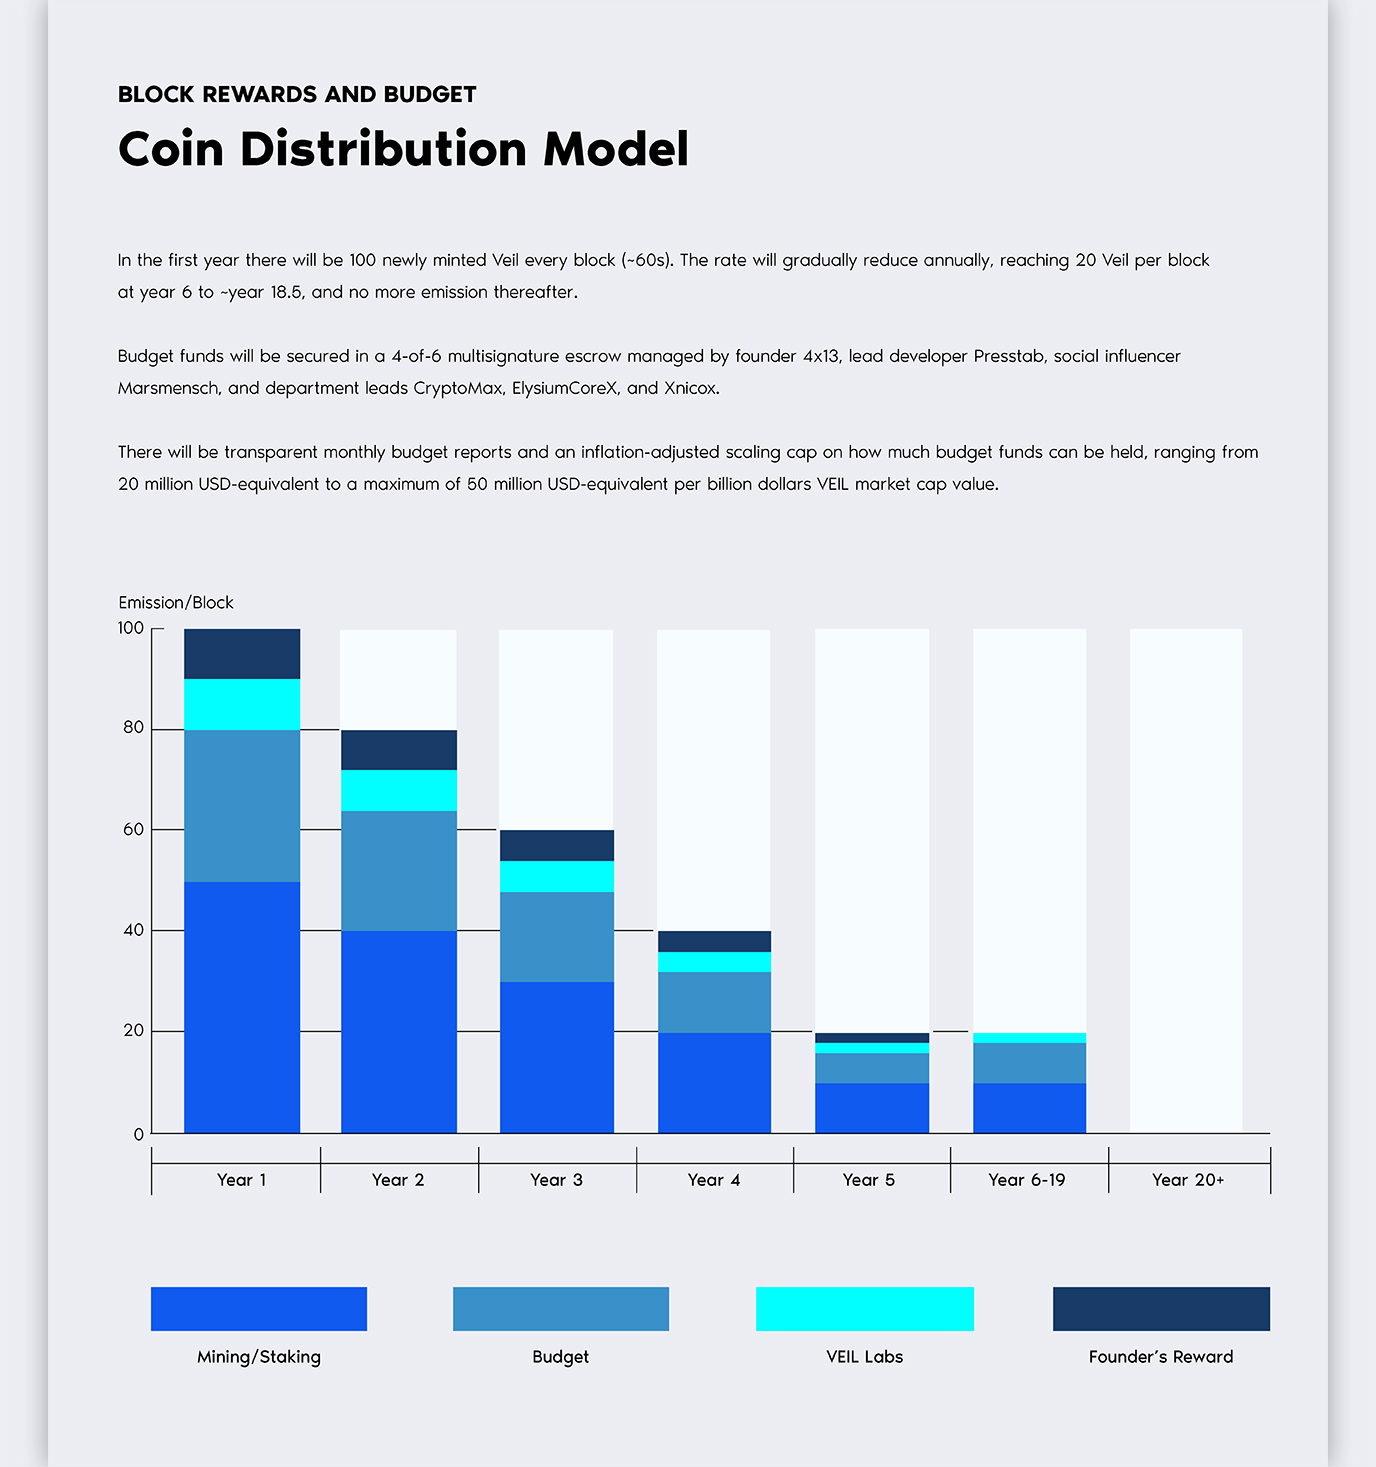 BLOCK REWARDS AND BUDGET
Coin Distribution Model
In the first year there will be 100 newly minted Veil every block (~60s). The rate will gradually reduce annually, reaching 20 Veil per block
at year 6 to ~year 18.5, and no more emission thereafter.
Budget funds will be secured in a 4-of-6 multisignature escrow managed by founder 4x13, lead developer Presstab, social influencer
Marsmensch, and department leads CryptoMax, ElysiumCoreX, and Xnicox.
There will be transparent monthly budget reports and an inflation-adjusted scaling cap on how much budget funds can be held, ranging from
20 million USD-equivalent to a maximum of 50 million USD-equivalent per billion dollars VEIL market cap value.
Emission/Block
100
80
60
40
20
0
Year 1 Year 2 Year 3 Year 4 Year 5 Year 6-19 Year 20+
Mining/Staking Budget VEIL Labs Founder's Reward